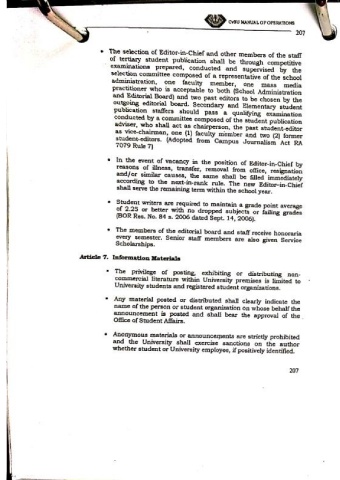 CVSU MANUAL OF OPERATIONS
207
• The selection of Editor-in-Chief and other members of the staff
of tertiary student publication shall be through competitive
examinations prepared, conducted and supervised by the
selection committee composed of a representative of the school
administration, one faculty member, one mass media
practitioner who is acceptable to both (School Administration
and Editorial Board) and two past editors to be chosen by the
outgoing editorial board. Secondary and Elementary student
publication staffers should pass a qualifying examination
conducted by a committee composed of the student publication
adviser, who shall act as chairperson, the past student-editor
as vice-chairman, one (1) faculty member and two (2) former
student-editors. (Adopted from Campus Journalism Act RA
7079 Rule 7)
• In the event of vacancy in the position of Editor-in-Chief by
reasons of illness, transfer, removal from office, resignation
and/or similar causes, the same shall be filled immediately
according to the next-in-rank rule. The new Editor-in-Chief
shall serve the remaining term within the school year.
• Student writers are required to maintain a grade point average
of 2.25 or better with no dropped subjects or failing grades
(BOR Res. No. 84 s. 2006 dated Sept. 14, 2006).
• The members of the editorial board and staff receive honoraria
every semester. Senior staff members are also given Service
Scholarships.
Article 7. Information Materials
• The privilege of posting, exhibiting or distributing non-
commercial literature within University premises is limited to
University students and registered student organizations.
• Any material posted or distributed shall clearly indicate the
name of the person or student organization on whose behalf the
announcement is posted and shall bear the approval of the
Office of Student Affairs.
• Anonymous materials or announcements are strictly prohibited
and the University shall exercise sanctions on the author
whether student or University employee, if positively identified.
207